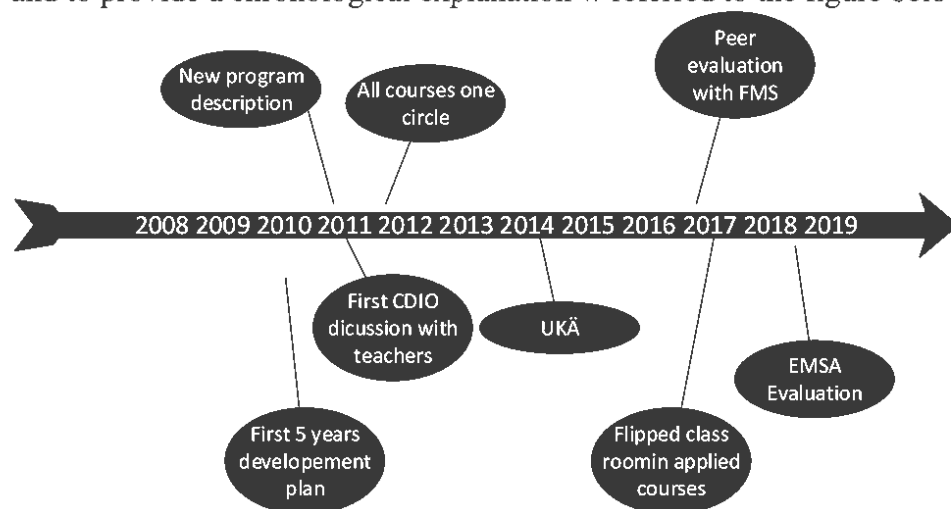 and to provide a chronological explanation w referred to the figure
New program
description
All courses one
circle
Peer
evaluation
with FMS
2008 2009 2010 2011 2012 2013 2014 2015 2016 2017 2018 2019
First CDIO
dicussion with
teachers
UKÄ
EMSA
Evaluation
First 5 years
developement
plan
Flipped class
roomin applied
courses